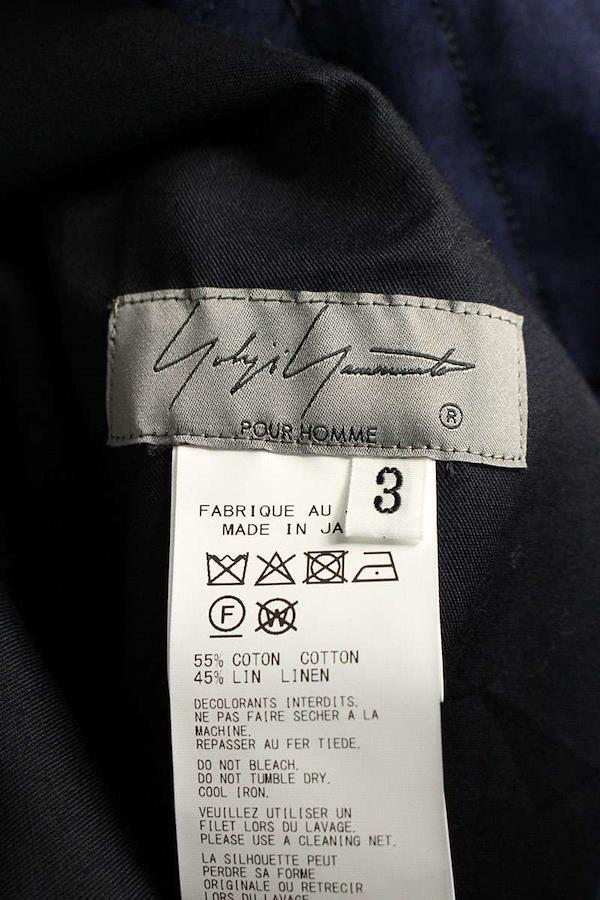 Yohji Yamamoto
®
POUR HOMME
3
FABRIQUE AU
MADE IN JA
F W
55% COTON COTTON
45% LIN LINEN
DECOLORANTS INTERDITS.
NE PAS FAIRE SECHER A LA
MACHINE.
REPASSER AU FER TIEDE.
DO NOT BLEACH.
DO NOT TUMBLE DRY.
COOL IRON.
VEUILLEZ UTILISER UN
FILET LORS DU LAVAGE.
PLEASE USE A CLEANING NET.
LA SILHOUETTE PEUT
PERDRE SA FORME
ORIGINALE OU RETRECIR
LORS DU LAVAGE